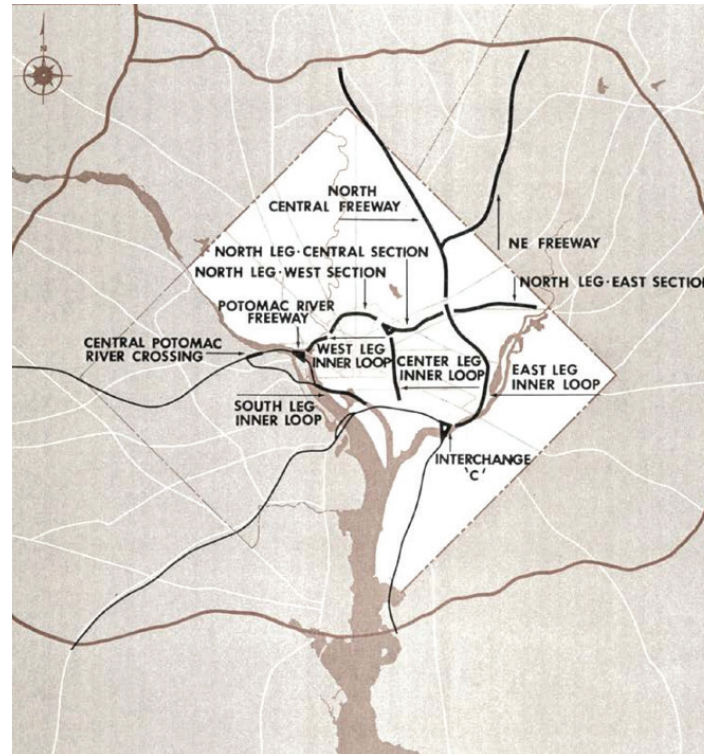 N
NORTH
CENTRAL FREEWAY
NE FREEWAY
NORTH LEG·CENTRAL SECTION
NORTH LEG·WEST SECTION
NORTH LEG·EAST SECTION
POTOMAC RIVER
FREEWAY
CENTRAL POTOMAC
RIVER CROSSING
WEST LEG
INNER LOOP
CENTER LEG
INNER LOOP
EAST LEG
INNER LOOP
SOUTH LEG
INNER LOOP
INTERCHANGE
'C'